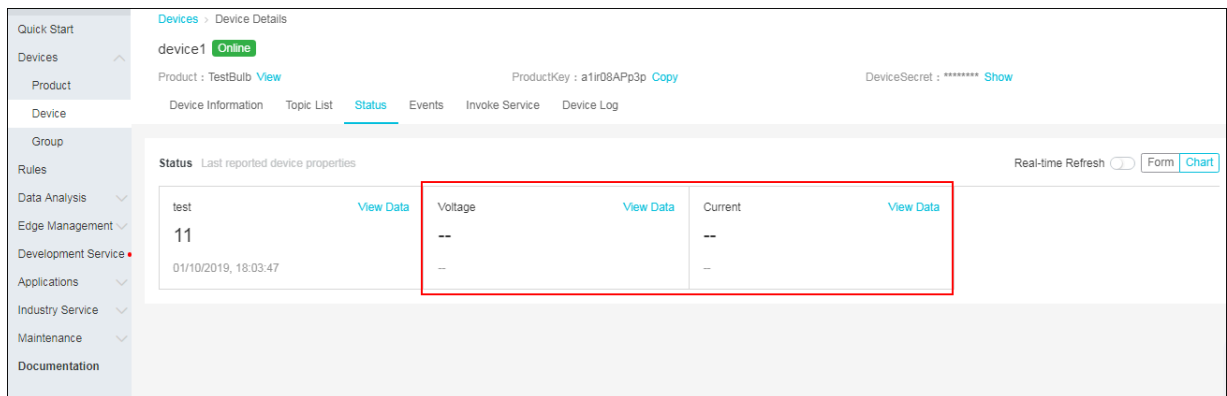 Quick Start
Devices
Product
Device
Group
Rules
Data Analysis
Edge Management
Development Service
Applications
Industry Service
Maintenance
Documentation
Devices > Device Details
device1 Online
Product : TestBulb View ProductKey : a1ir08APp3p Copy DeviceSecret : ******** Show
Device Information Topic List Status Events Invoke Service Device Log
Status Last reported device properties Real-time Refresh Form Chart
test View Data Voltage View Data Current View Data
11 -- --
01/10/2019, 18:03:47 -- --